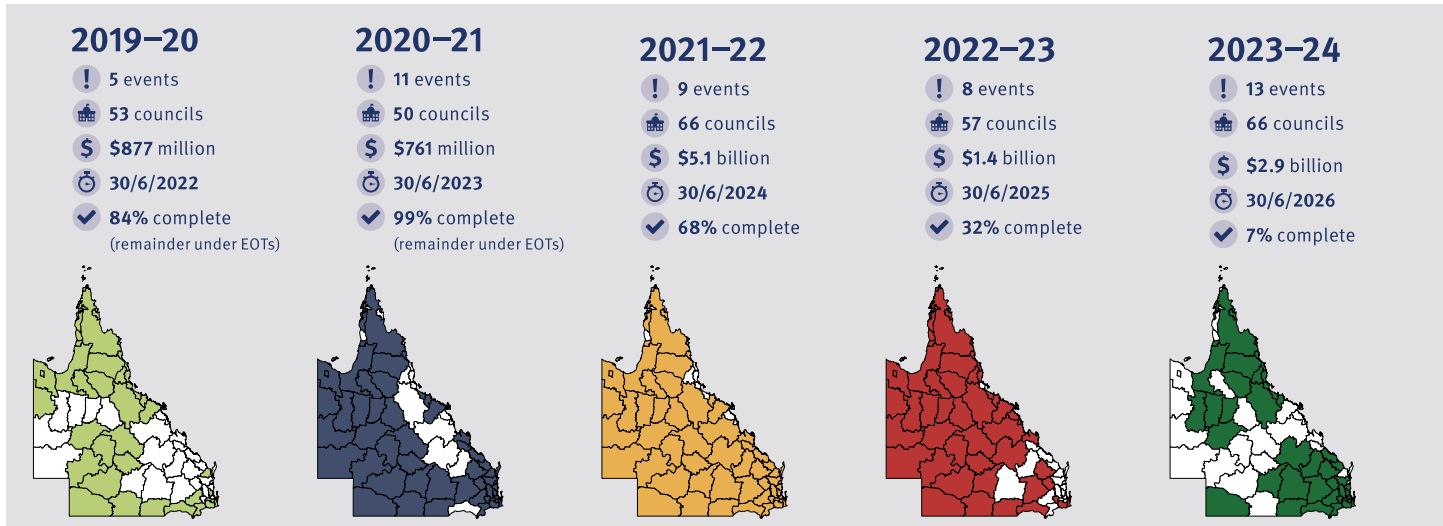 2019–20
! 5 events
53 councils
$ $877 million
30/6/2022
84% complete
(remainder under EOTs)
2020–21
! 11 events
50 councils
$ $761 million
30/6/2023
99% complete
(remainder under EOTs)
2021–22
! 9 events
66 councils
$ $5.1 billion
30/6/2024
68% complete
2022–23
! 8 events
57 councils
$ $1.4 billion
30/6/2025
32% complete
2023–24
! 13 events
66 councils
$ $2.9 billion
30/6/2026
7% complete